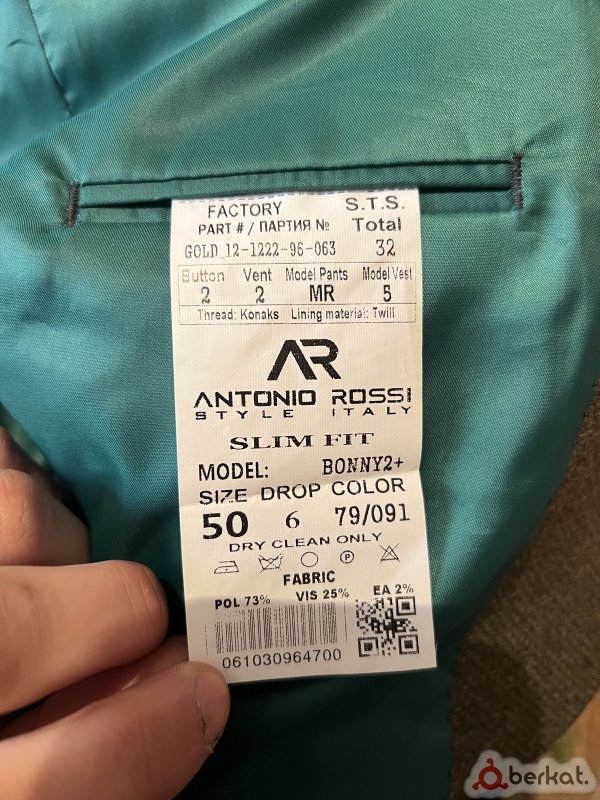 FACTORY S.T.S.
PART # / ПАРТИЯ № Total
GOLD_12-1222-96-063 32
Button Vent Model Pants Model Vest
2 2 MR 5
Thread: Konaks Lining material: Twill
AR
ANTONIO ROSSI
STYLE ITALY
SLIM FIT
MODEL: BONNY2+
SIZE DROP COLOR
50 6 79/091
DRY CLEAN ONLY
P
FABRIC
POL 73% VIS 25% EA 2%
061030964700
berkat.